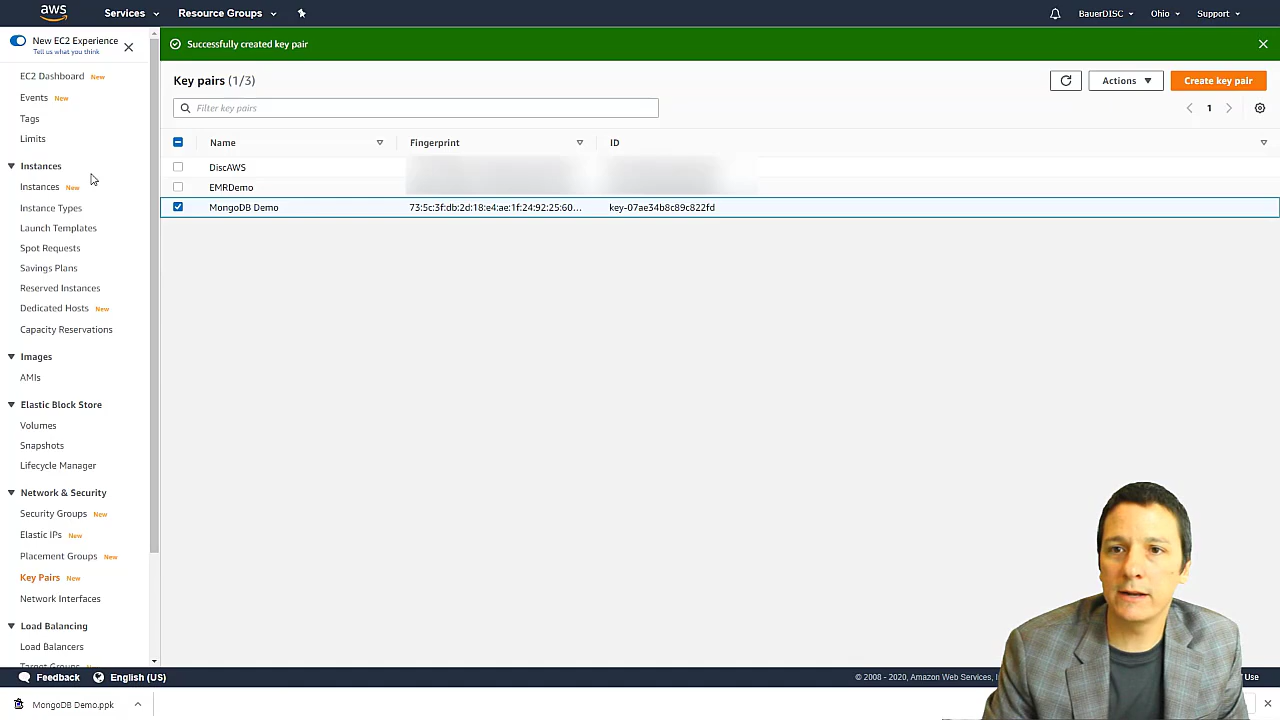 aws Services Resource Groups BauerDISC Ohio Support
New EC2 Experience
Tell us what you think
Successfully created key pair
EC2 Dashboard New
Events New
Tags
Limits
Instances
Instances New
Instance Types
Launch Templates
Spot Requests
Savings Plans
Reserved Instances
Dedicated Hosts New
Capacity Reservations
Images
AMIs
Elastic Block Store
Volumes
Snapshots
Lifecycle Manager
Network & Security
Security Groups New
Elastic IPs New
Placement Groups New
Key Pairs New
Network Interfaces
Load Balancing
Load Balancers
Target Groups
Key pairs (1/3)
Actions
Create key pair
Filter key pairs
1
Name Fingerprint ID
DiscAWS
EMRDemo
MongoDB Demo 73:5c:3f:db:2d:18:e4:ae:1f:24:92:25:60... key-07ae34b8c89c822fd
Feedback English (US) © 2008 - 2020, Amazon Web Services, Use
MongoDB Demo.ppk